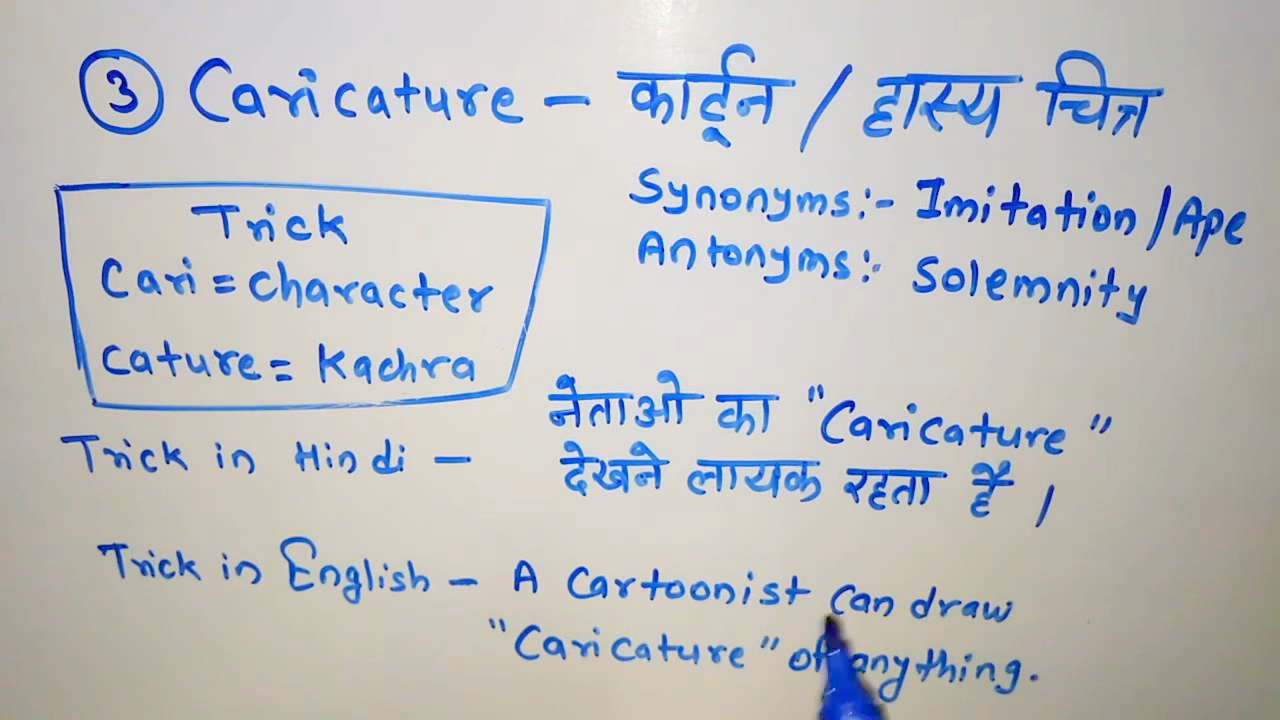 3 Caricature – कार्टून / हास्य चित्र
Synonyms:- Imitation / Ape
Antonyms:- Solemnity
Trick
Cari = character
Cature = Kachra
Trick in Hindi – नेताओ का "Caricature"
देखने लायक रहता है ।
Trick in English – A Cartoonist Can draw
"Caricature" of anything.